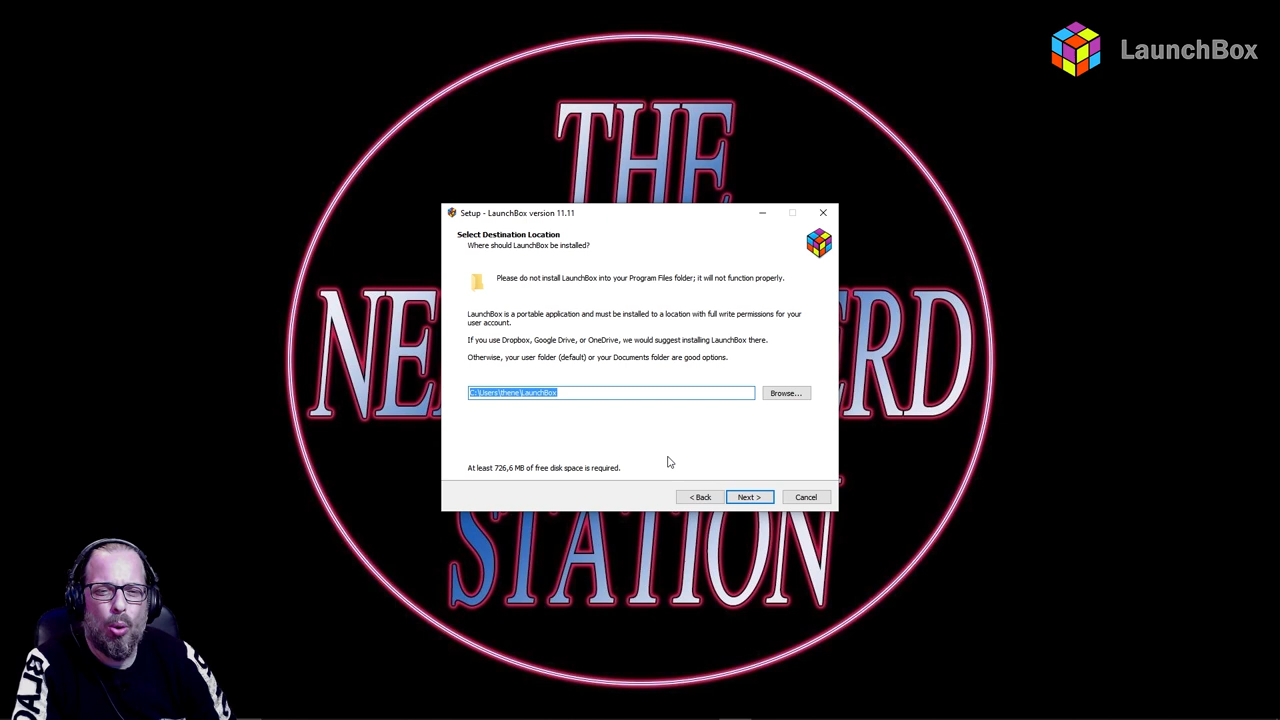 LaunchBox
THE
NE
ERD
STATION
Setup - LaunchBox version 11.11
Select Destination Location
Where should LaunchBox be installed?
Please do not install LaunchBox into your Program Files folder; it will not function properly.
LaunchBox is a portable application and must be installed to a location with full write permissions for your
user account.
If you use Dropbox, Google Drive, or OneDrive, we would suggest installing LaunchBox there.
Otherwise, your user folder (default) or your Documents folder are good options.
C:\Users\thene\LaunchBox
Browse...
At least 726,6 MB of free disk space is required.
< Back
Next >
Cancel